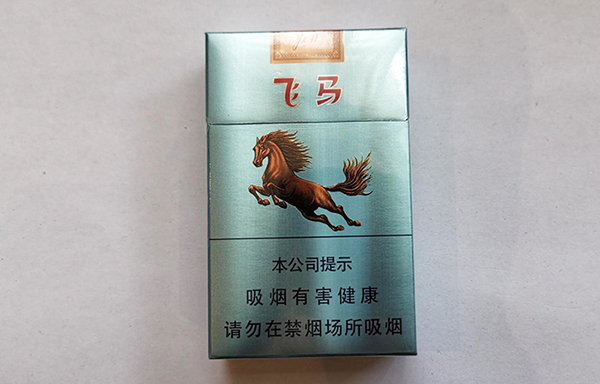 飞马
本公司提示
吸烟有害健康
请勿在禁烟场所吸烟